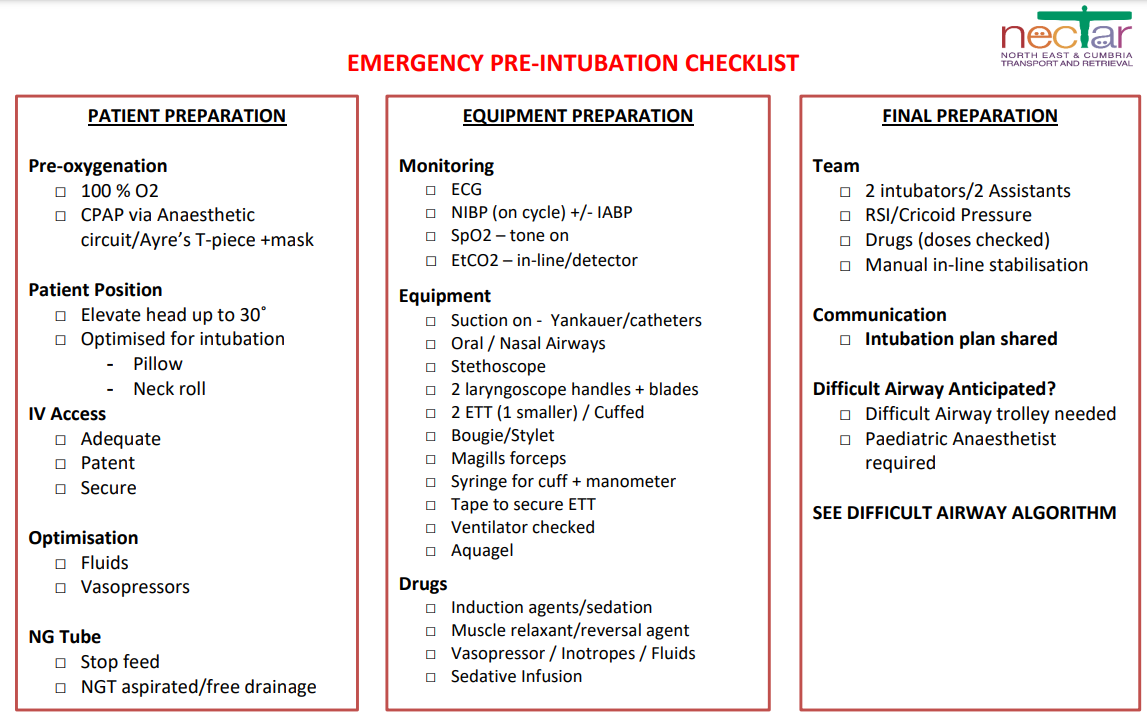 nectar
NORTH EAST & CUMBRIA
TRANSPORT AND RETRIEVAL
EMERGENCY PRE-INTUBATION CHECKLIST
PATIENT PREPARATION
Pre-oxygenation
□ 100 % O2
□ CPAP via Anaesthetic
circuit/Ayre’s T-piece +mask
Patient Position
□ Elevate head up to 30˚
□ Optimised for intubation
- Pillow
- Neck roll
IV Access
□ Adequate
□ Patent
□ Secure
Optimisation
□ Fluids
□ Vasopressors
NG Tube
□ Stop feed
□ NGT aspirated/free drainage
EQUIPMENT PREPARATION
Monitoring
□ ECG
□ NIBP (on cycle) +/- IABP
□ SpO2 – tone on
□ EtCO2 – in-line/detector
Equipment
□ Suction on - Yankauer/catheters
□ Oral / Nasal Airways
□ Stethoscope
□ 2 laryngoscope handles + blades
□ 2 ETT (1 smaller) / Cuffed
□ Bougie/Stylet
□ Magills forceps
□ Syringe for cuff + manometer
□ Tape to secure ETT
□ Ventilator checked
□ Aquagel
Drugs
□ Induction agents/sedation
□ Muscle relaxant/reversal agent
□ Vasopressor / Inotropes / Fluids
□ Sedative Infusion
FINAL PREPARATION
Team
□ 2 intubators/2 Assistants
□ RSI/Cricoid Pressure
□ Drugs (doses checked)
□ Manual in-line stabilisation
Communication
□ Intubation plan shared
Difficult Airway Anticipated?
□ Difficult Airway trolley needed
□ Paediatric Anaesthetist
required
SEE DIFFICULT AIRWAY ALGORITHM